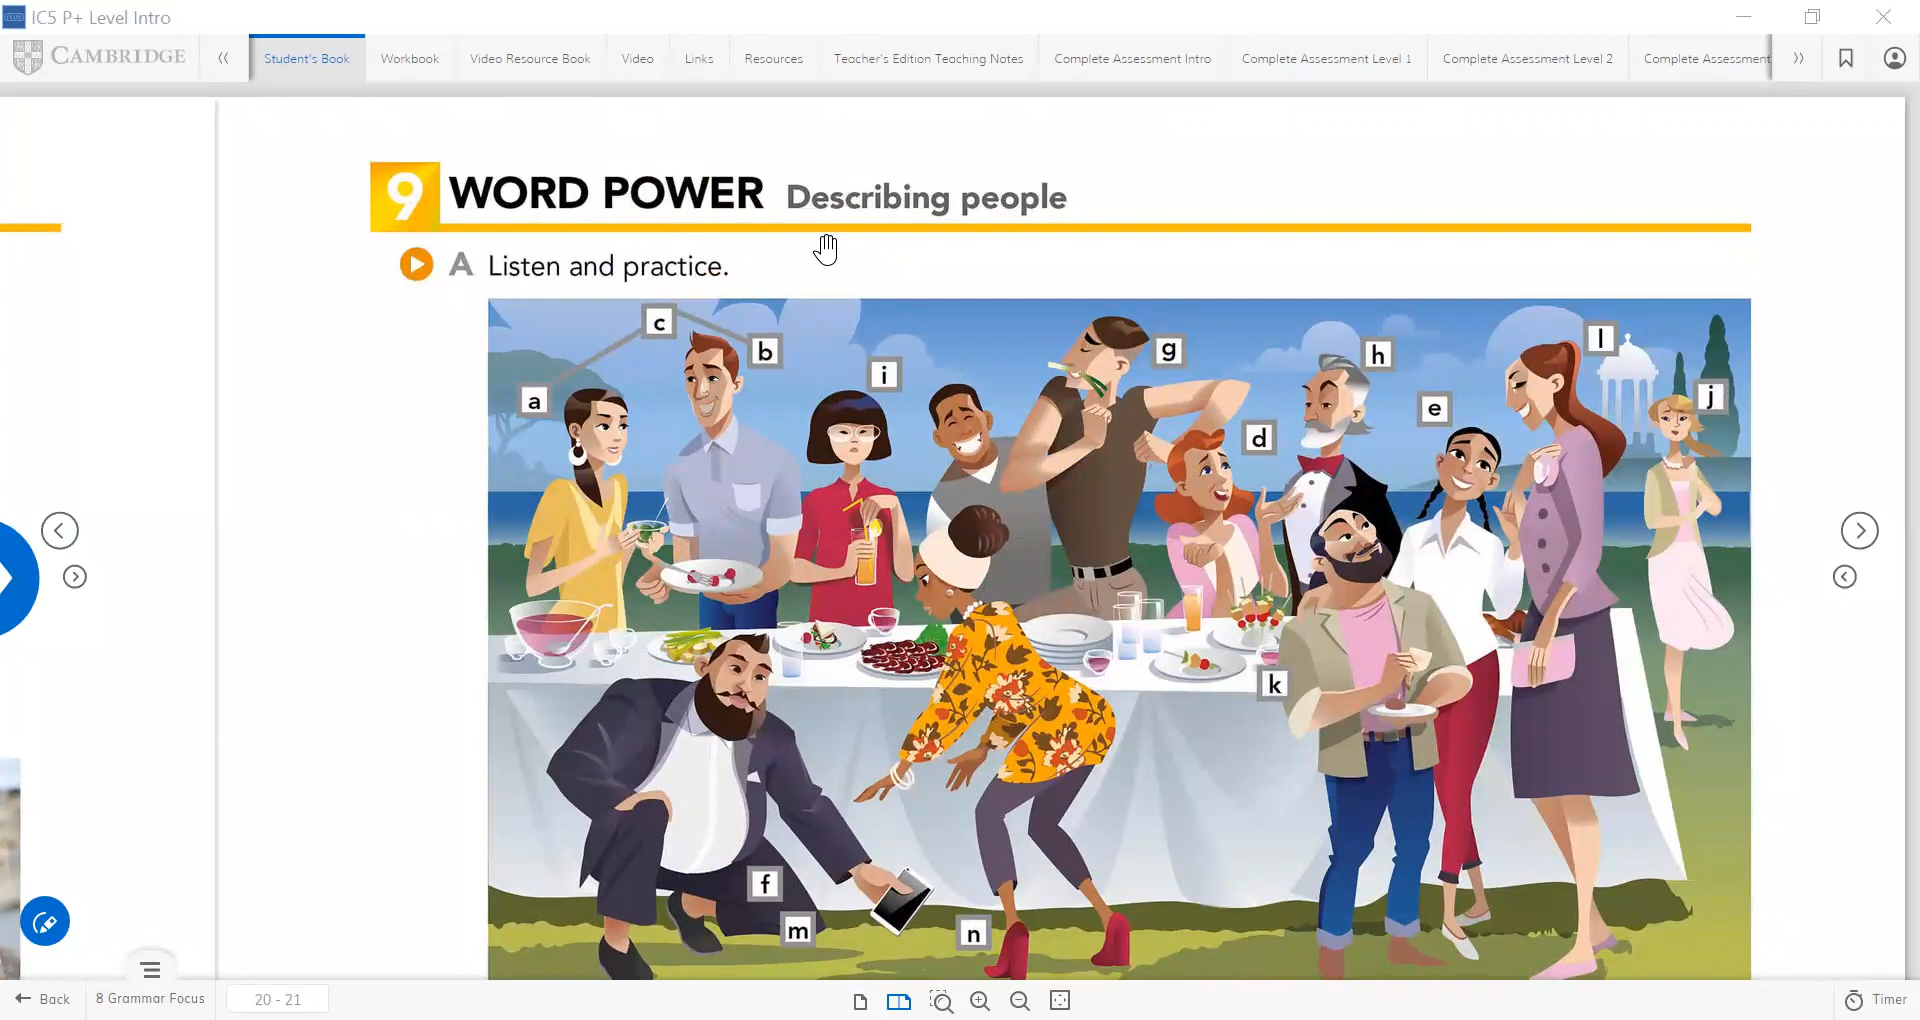 IC5 P+ Level Intro
CAMBRIDGE
Student's Book
Workbook
Video Resource Book
Video
Links
Resources
Teacher's Edition Teaching Notes
Complete Assessment Intro
Complete Assessment Level 1
Complete Assessment Level 2
Complete Assessment
9 WORD POWER Describing people
A Listen and practice.
c
b
a
i
g
h
l
e
j
d
k
f
m
n
Back
8 Grammar Focus
20 - 21
Timer